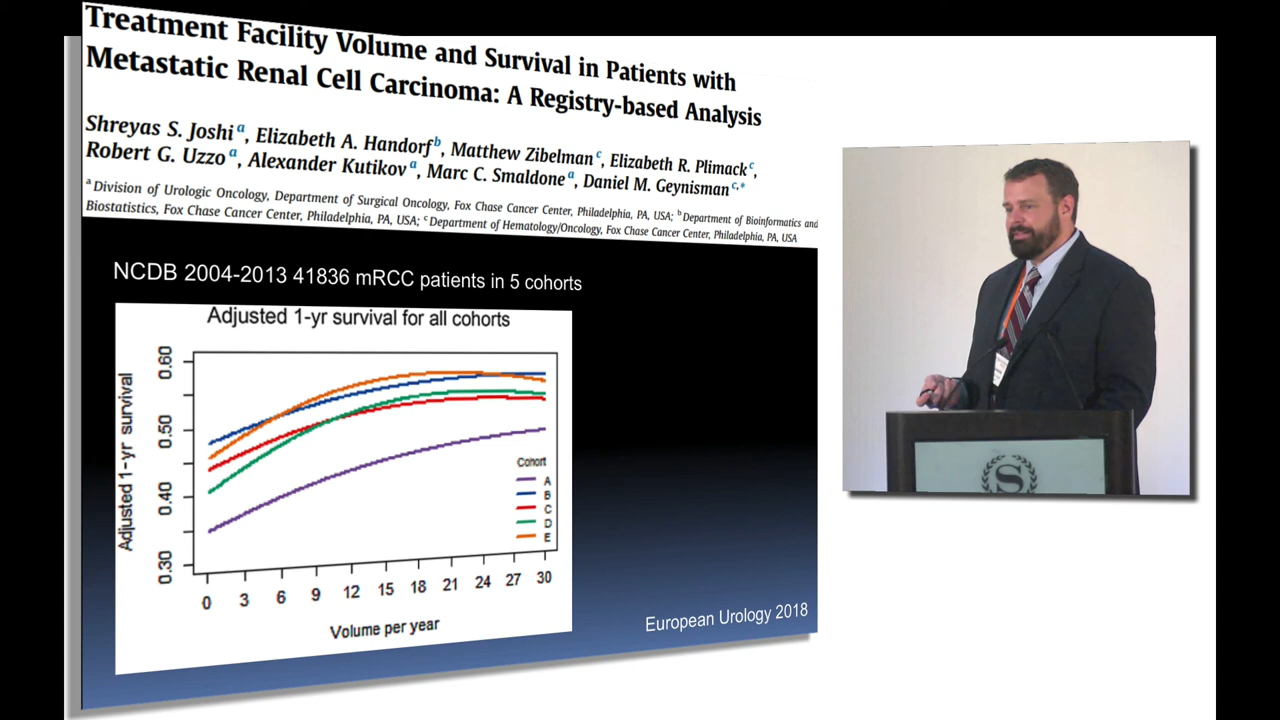 Treatment Facility Volume and Survival in Patients with
Metastatic Renal Cell Carcinoma: A Registry-based Analysis
Shreyas S. Joshi a, Elizabeth A. Handorf b, Matthew Zibelman c, Elizabeth R. Plimack c,
Robert G. Uzzo a, Alexander Kutikov a, Marc C. Smaldone a, Daniel M. Geynisman c,*
a Division of Urologic Oncology, Department of Surgical Oncology, Fox Chase Cancer Center, Philadelphia, PA, USA; b Department of Bioinformatics and
Biostatistics, Fox Chase Cancer Center, Philadelphia, PA, USA; c Department of Hematology/Oncology, Fox Chase Cancer Center, Philadelphia, PA, USA
NCDB 2004-2013 41836 mRCC patients in 5 cohorts
Adjusted 1-yr survival for all cohorts
Adjusted 1-yr survival
0.60
0.50
0.40
0.30
Cohort
A
B
C
D
E
0 3 6 9 12 15 18 21 24 27 30
Volume per year
European Urology 2018
S